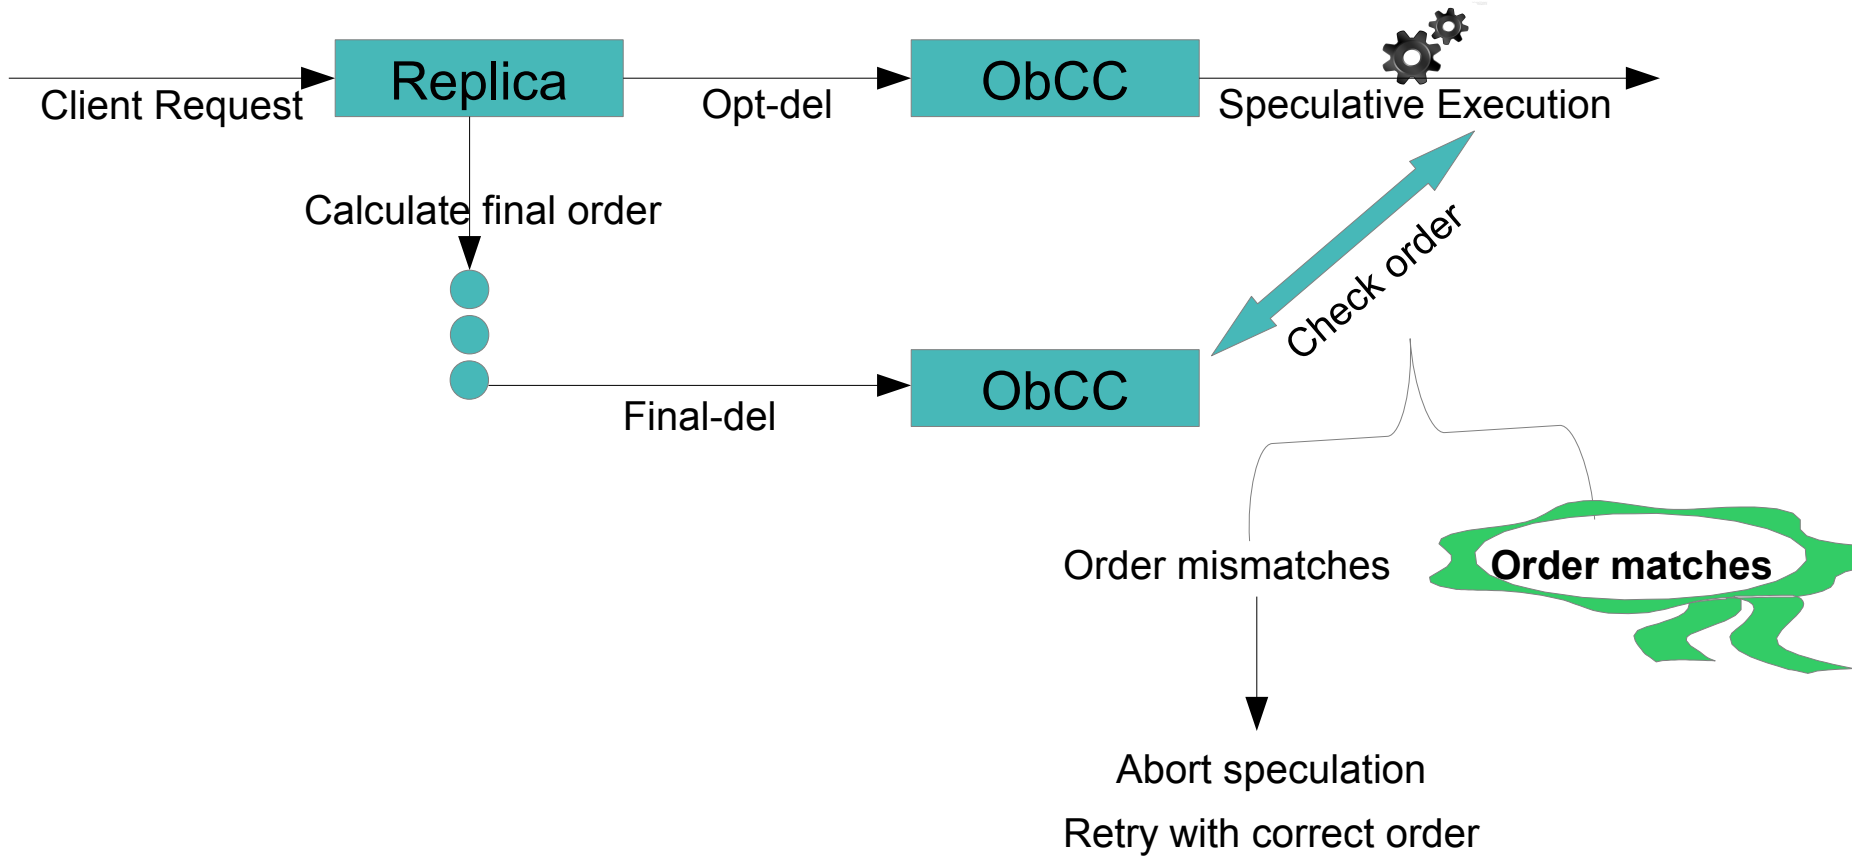 Replica
ObCC
Client Request
Opt-del
Speculative Execution
Calculate final order
Check order
ObCC
Final-del
Order mismatches
Order matches
Abort speculation
Retry with correct order